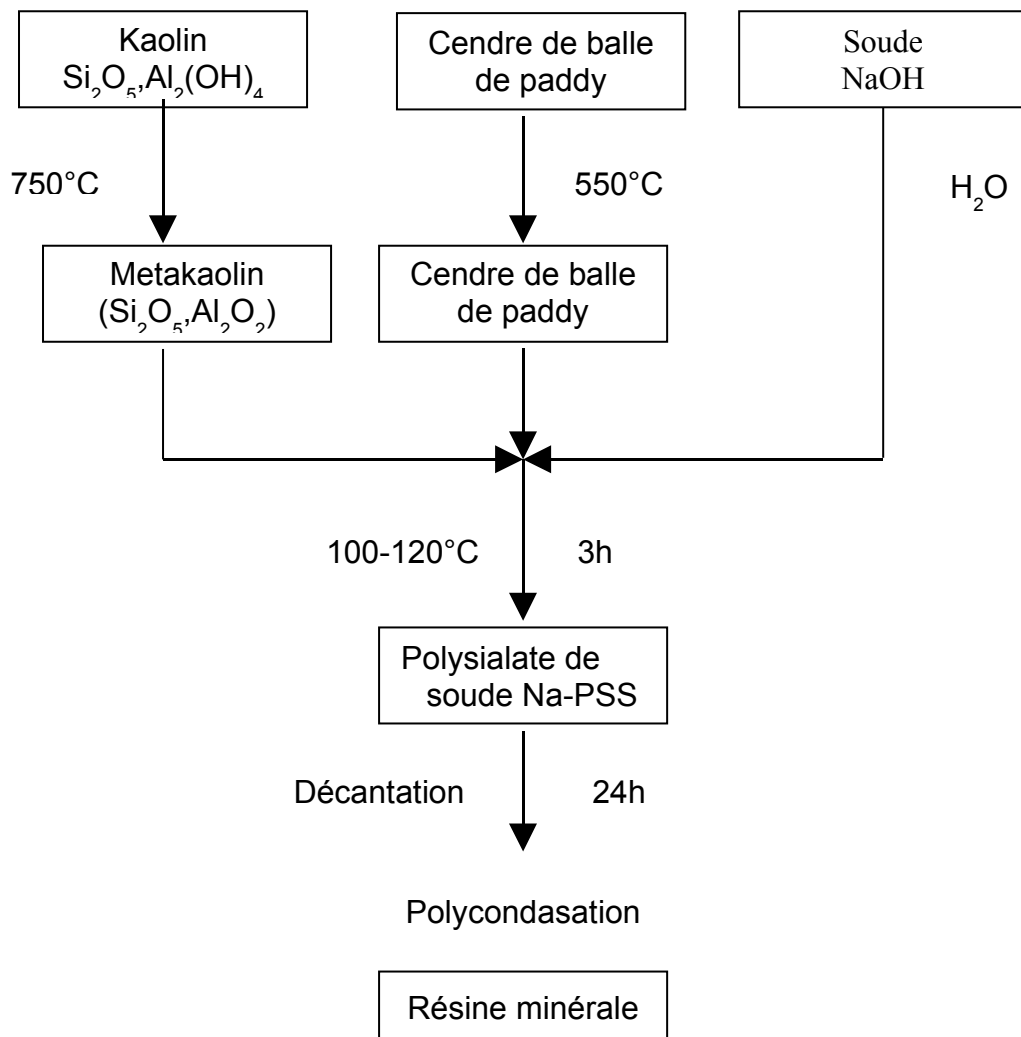 Kaolin
Si₂O₅,Al₂(OH)₄
Cendre de balle
de paddy
Soude
NaOH
750°C
550°C
H₂O
Metakaolin
(Si₂O₅,Al₂O₂)
Cendre de balle
de paddy
100-120°C
3h
Polysialate de
soude Na-PSS
Décantation
24h
Polycondasation
Résine minérale